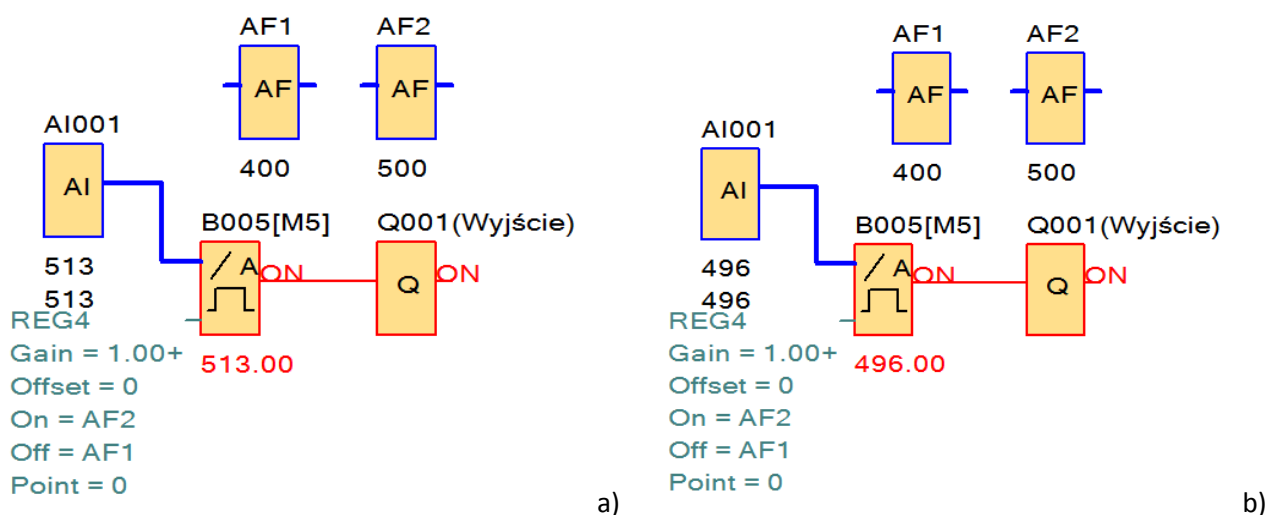 AF1
AF2
AF
AF
AI001
400
500
AI
B005[M5]
Q001(Wyjście)
A
ON
Q
ON
513
513
REG4
513.00
Gain = 1.00+
Offset = 0
On = AF2
Off = AF1
Point = 0
a)
AF1
AF2
AF
AF
AI001
400
500
AI
B005[M5]
Q001(Wyjście)
A
ON
Q
ON
496
496
REG4
496.00
Gain = 1.00+
Offset = 0
On = AF2
Off = AF1
Point = 0
b)